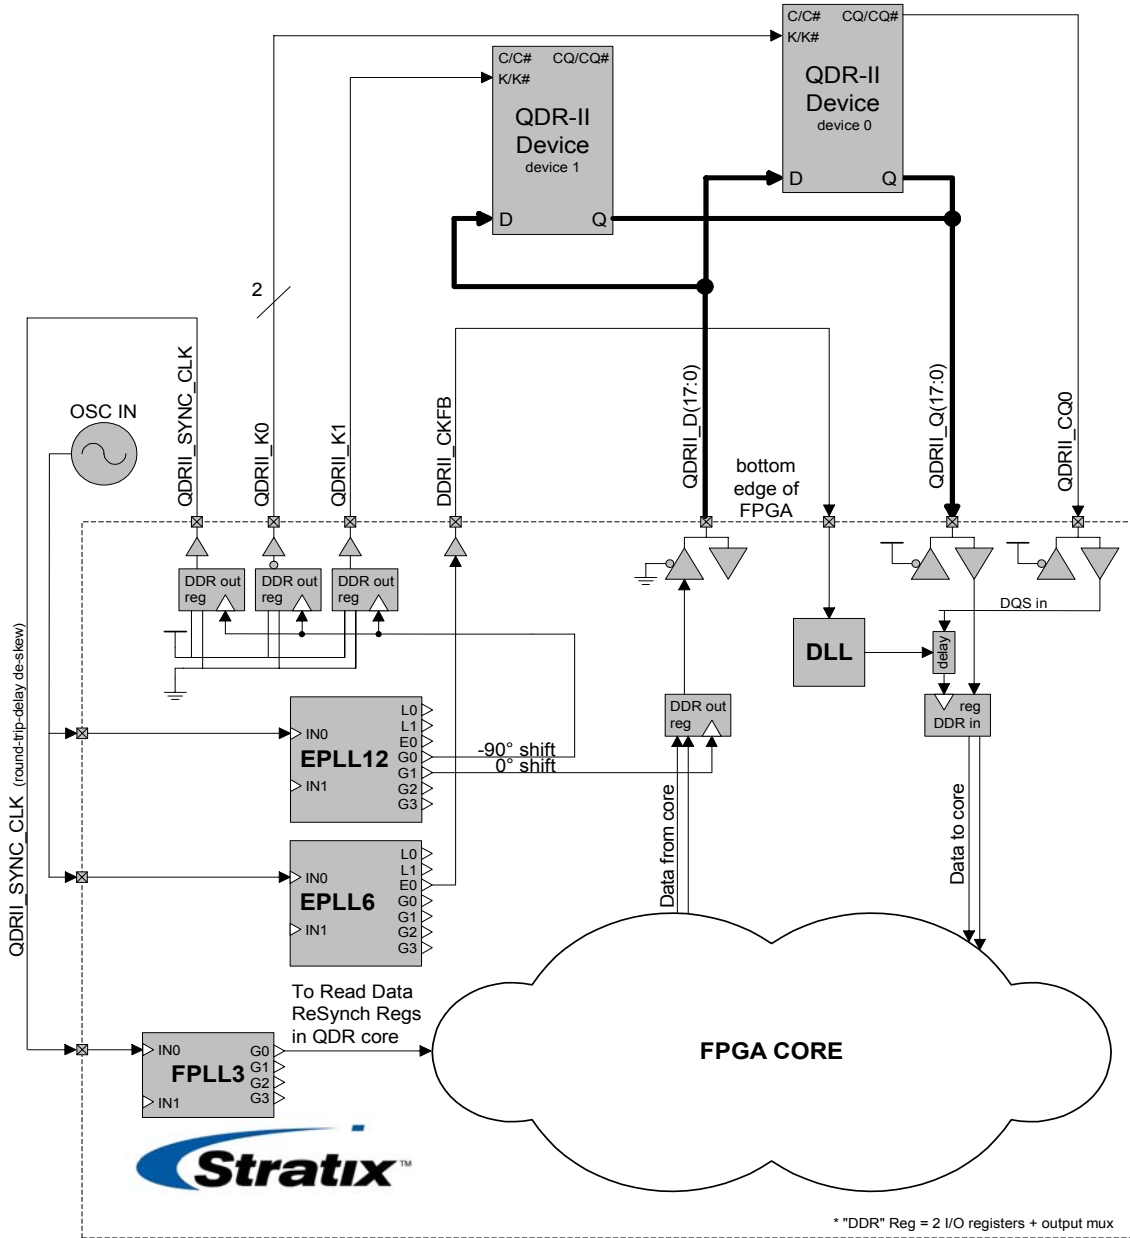 C/C# CQ/CQ#
K/K#
QDR-II
Device
device 0
D Q
C/C# CQ/CQ#
K/K#
QDR-II
Device
device 1
D Q
2
OSC IN
QDRII_SYNC_CLK
QDRII_K0
QDRII_K1
DDRII_CKFB
QDRII_D(17:0)
bottom
edge of
FPGA
QDRII_Q(17:0)
QDRII_CQ0
DDR out
reg
DDR out
reg
DDR out
reg
DQS in
DLL
delay
reg
DDR in
DDR out
reg
QDRII_SYNC_CLK (round-trip-delay de-skew)
IN0
EPLL12
IN1
L0
L1
E0
G0
G1
G2
G3
-90° shift
0° shift
Data from core
Data to core
IN0
EPLL6
IN1
L0
L1
E0
G0
G1
G2
G3
To Read Data
ReSynch Regs
in QDR core
IN0
FPLL3
IN1
G0
G1
G2
G3
FPGA CORE
Stratix™
* "DDR" Reg = 2 I/O registers + output mux